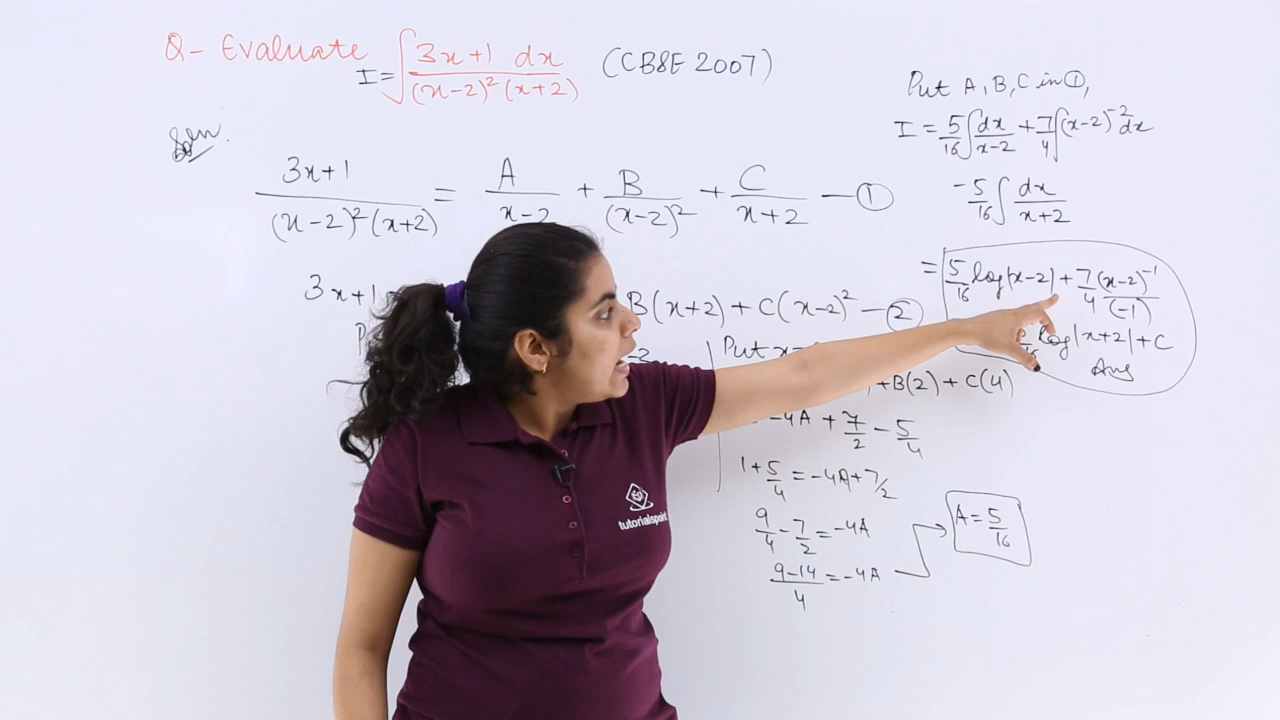 Q- Evaluate I = ∫ 3x+1 dx / (x-2)² (x+2) (CBSE 2007)
Soln.
3x+1 / (x-2)² (x+2) = A / x-2 + B / (x-2)² + C / x+2 — ①
3x+1 B(x+2) + C(x-2)² — ②
Put x
+B(2) + C(4)
-4A + 7/2 - 5/4
1 + 5/4 = -4A + 7/2
9/4 - 7/2 = -4A
9-14 / 4 = -4A
A = 5/16
Put A, B, C in ①,
I = 5/16 ∫ dx / x-2 + 7/4 ∫ (x-2)⁻² dx
-5/16 ∫ dx / x+2
= 5/16 log|x-2| + 7/4 (x-2)⁻¹ / (-1)
log|x+2| + C
Ans
tutorialspoint